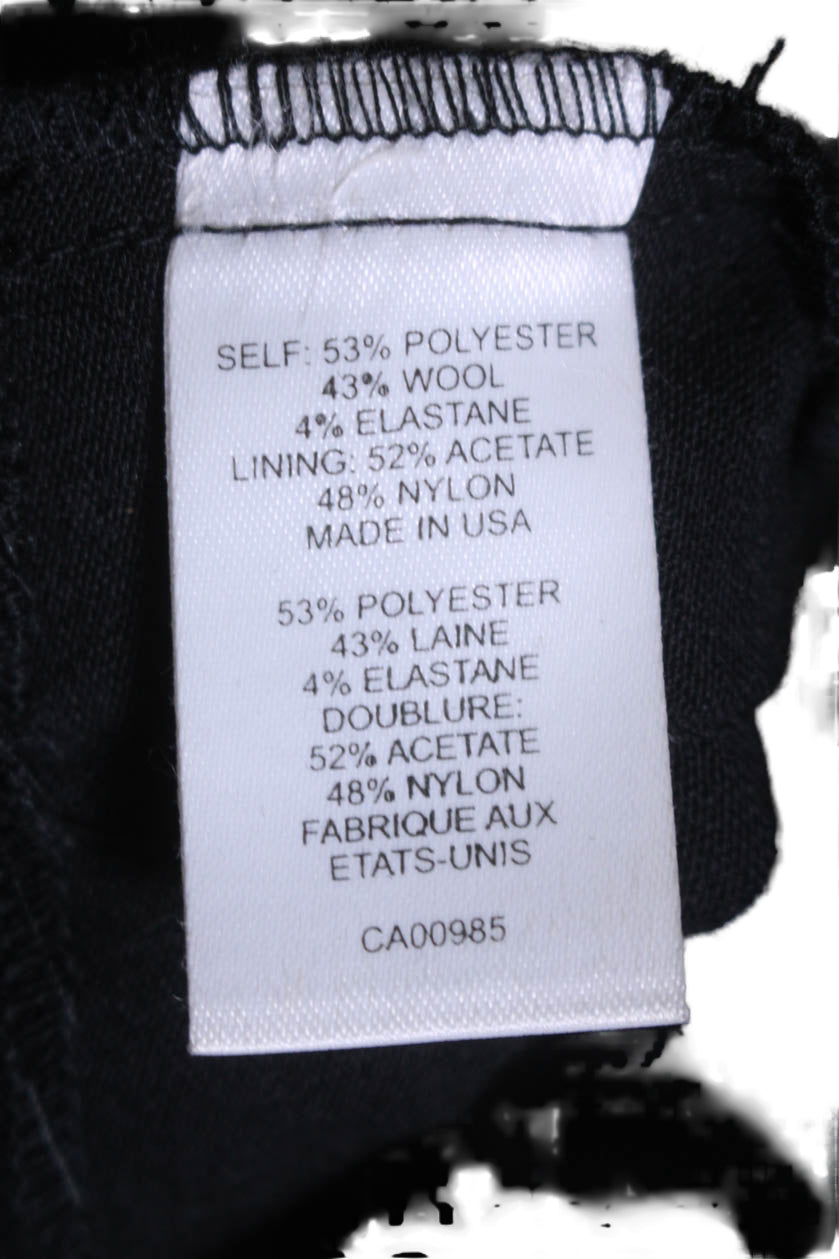 SELF: 53% POLYESTER
43% WOOL
4% ELASTANE
LINING: 52% ACETATE
48% NYLON
MADE IN USA
53% POLYESTER
43% LAINE
4% ELASTANE
DOUBLURE:
52% ACETATE
48% NYLON
FABRIQUE AUX
ETATS-UNIS
CA00985